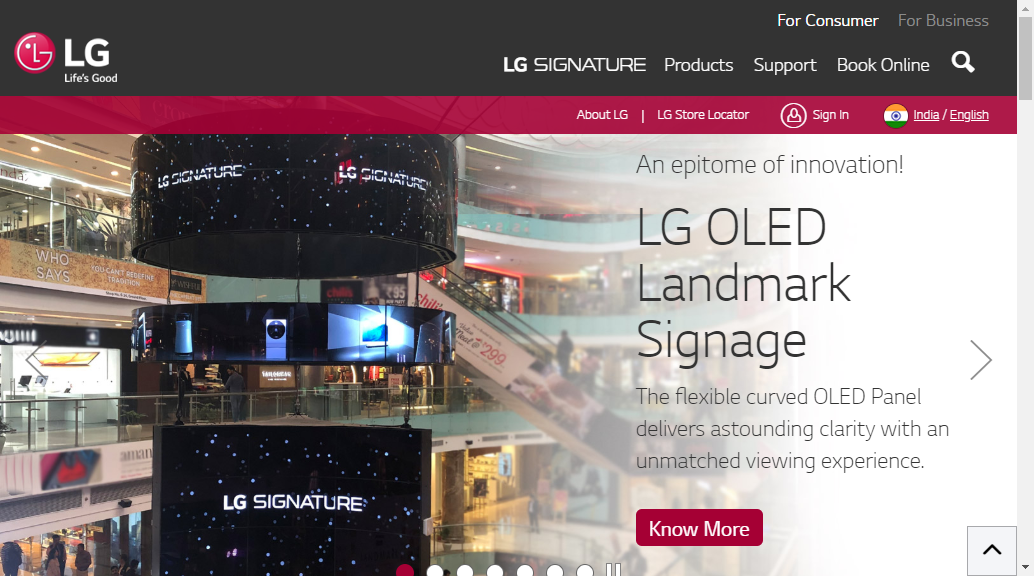 For Consumer For Business
LG
Life's Good
LG SIGNATURE Products Support Book Online
About LG | LG Store Locator Sign In India / English
An epitome of innovation!
LG OLED
Landmark
Signage
The flexible curved OLED Panel
delivers astounding clarity with an
unmatched viewing experience.
Know More
LG SIGNATURE
LG SIGNATURE
WHO
SAYS
YOU CAN'T REDEFINE
TRADITION
chili's
₹95
₹299
LG SIGNATURE